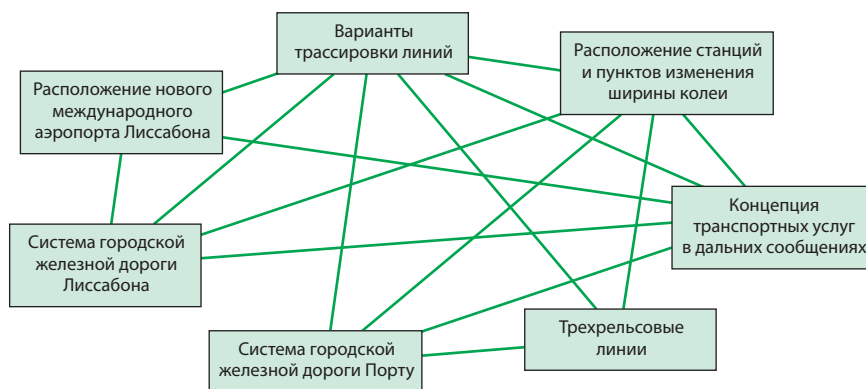 Варианты
трассировки линий
Расположение станций
и пунктов изменения
ширины колеи
Расположение нового
международного
аэропорта Лиссабона
Концепция
транспортных услуг
в дальних сообщениях
Система городской
железной дороги
Лиссабона
Трехрельсовые
линии
Система городской
железной дороги Порту